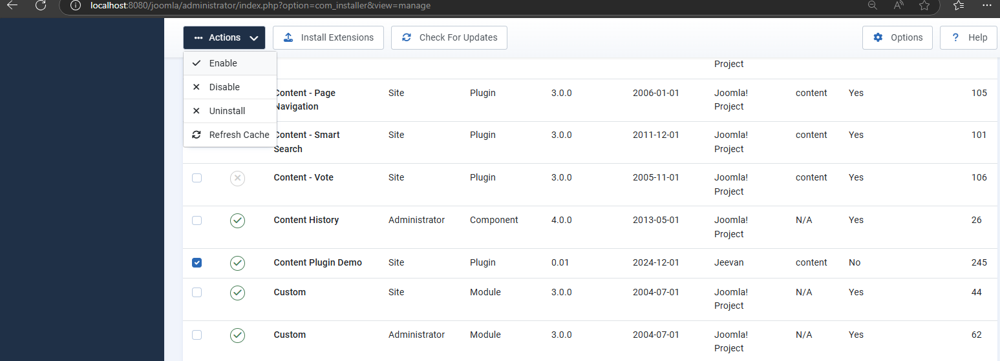 localhost:8080/joomla/administrator/index.php?option=com_installer&view=manage
Actions Install Extensions Check For Updates Options Help
Enable
Disable
Uninstall
Refresh Cache
Project
Content - Page Site Plugin 3.0.0 2006-01-01 Joomla! content Yes 105
Navigation Project
Content - Smart Site Plugin 3.0.0 2011-12-01 Joomla! content Yes 101
Search Project
Content - Vote Site Plugin 3.0.0 2005-11-01 Joomla! content Yes 106
Project
Content History Administrator Component 4.0.0 2013-05-01 Joomla! N/A Yes 26
Project
Content Plugin Demo Site Plugin 0.01 2024-12-01 Jeevan content No 245
Custom Site Module 3.0.0 2004-07-01 Joomla! N/A Yes 44
Project
Custom Administrator Module 3.0.0 2004-07-01 Joomla! N/A Yes 62
Project